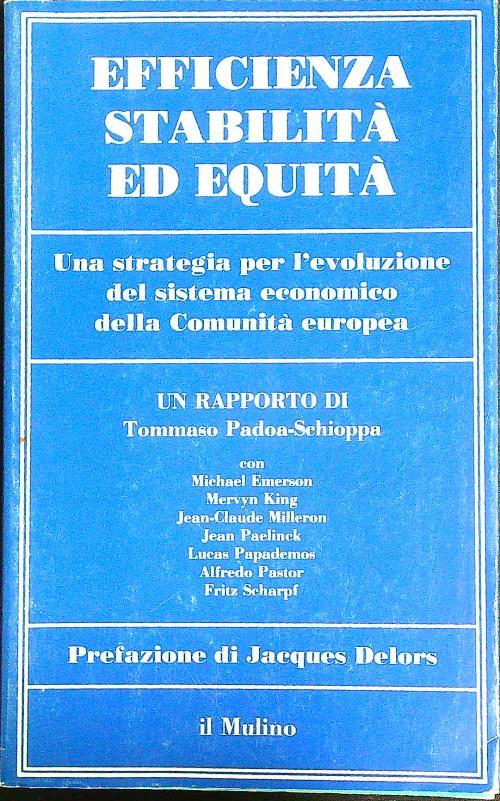 EFFICIENZA
STABILITÀ
ED EQUITÀ
Una strategia per l'evoluzione
del sistema economico
della Comunità europea
UN RAPPORTO DI
Tommaso Padoa-Schioppa
con
Michael Emerson
Mervyn King
Jean-Claude Milleron
Jean Paelinck
Lucas Papademos
Alfredo Pastor
Fritz Scharpf
Prefazione di Jacques Delors
il Mulino